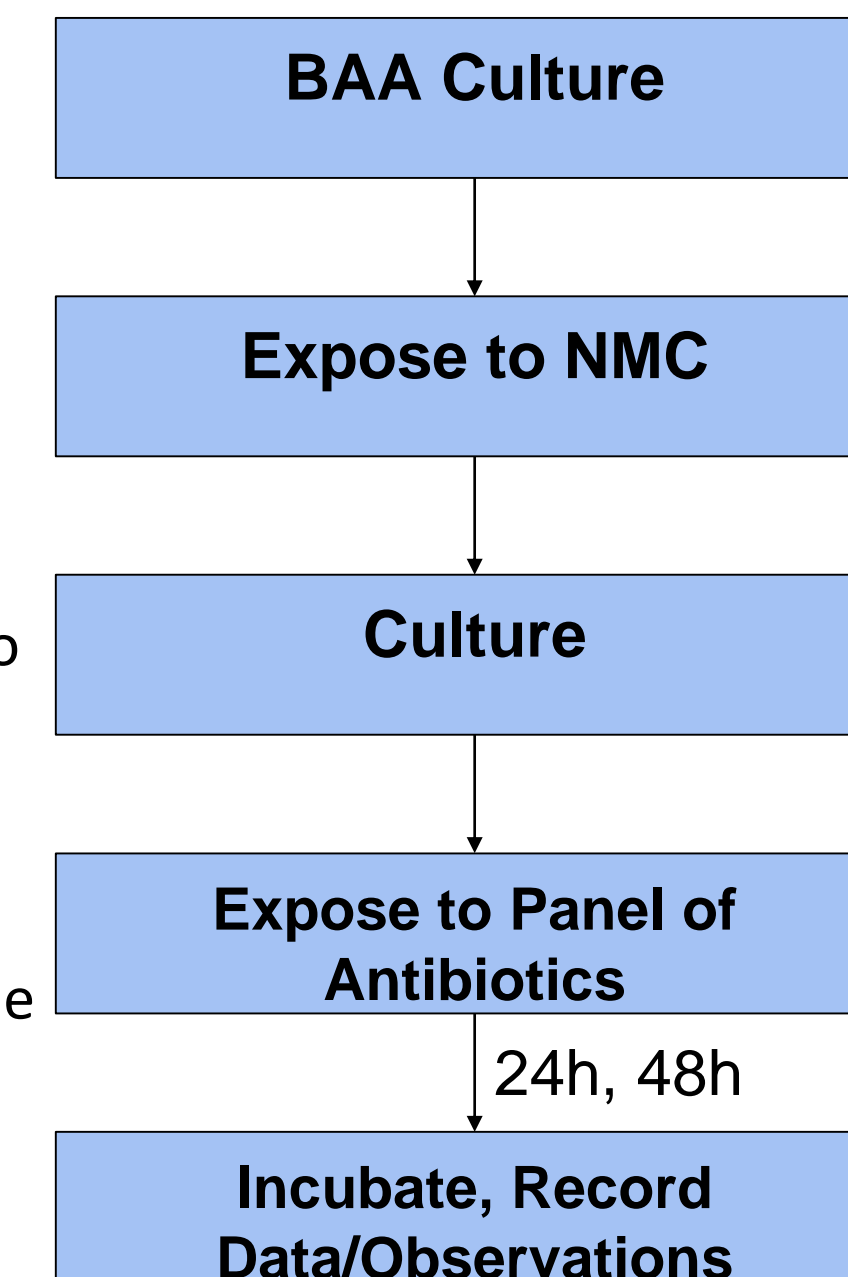 BAA Culture
Expose to NMC
Culture
o
Expose to Panel of
Antibiotics
e
24h, 48h
Incubate, Record
Data/Observations